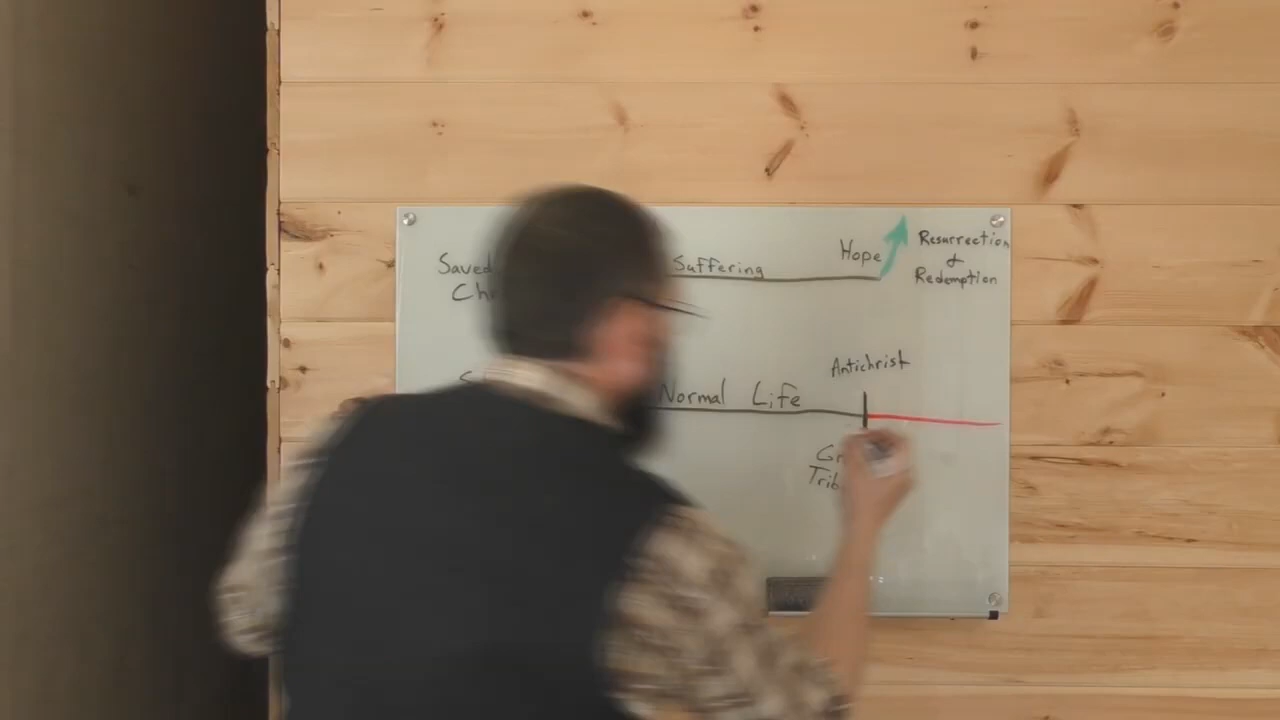 Saved Suffering Hope
Resurrection
&
Redemption
Antichrist
Normal Life